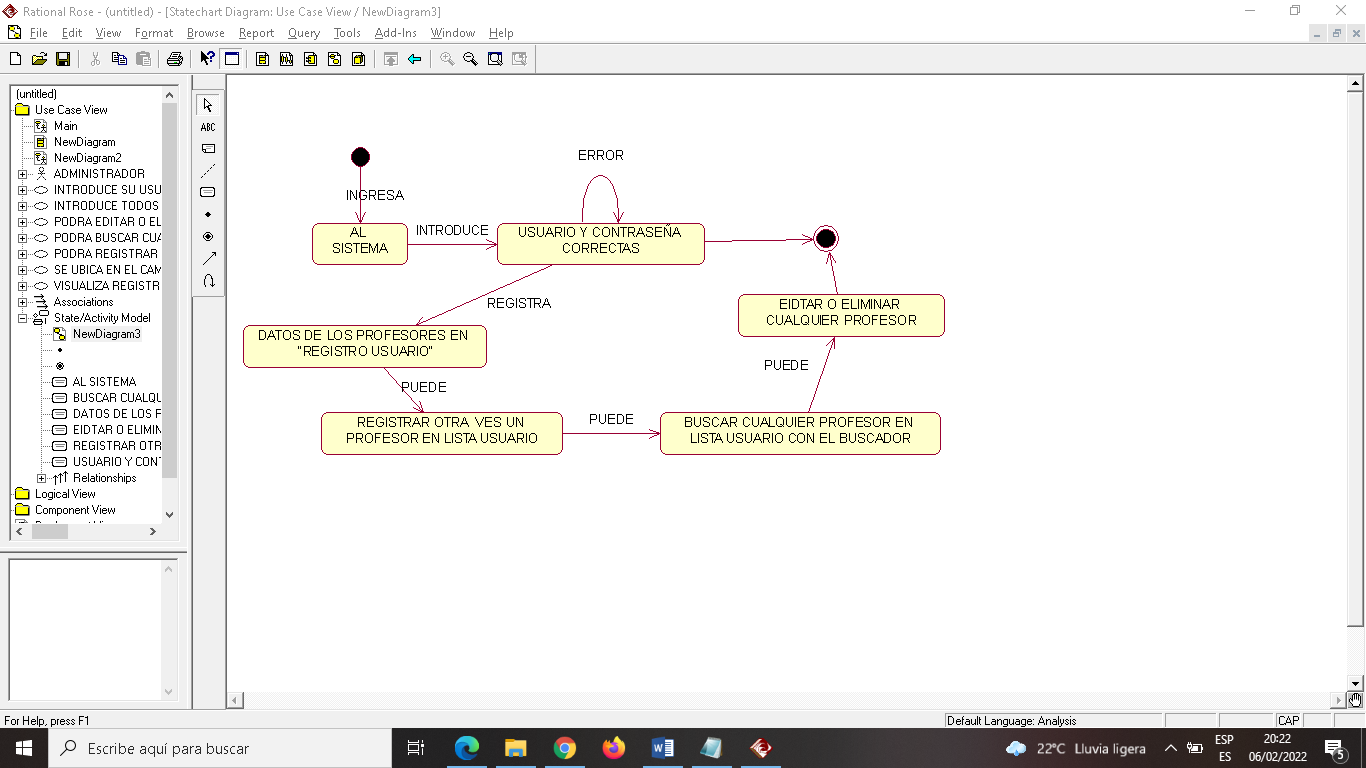 Rational Rose - (untitled) - [Statechart Diagram: Use Case View / NewDiagram3]
File Edit View Format Browse Report Query Tools Add-Ins Window Help
(untitled)
Use Case View
Main
NewDiagram
NewDiagram2
ADMINISTRADOR
INTRODUCE SU USU
INTRODUCE TODOS
PODRA EDITAR O EL
PODRA BUSCAR CUA
PODRA REGISTRAR
SE UBICA EN EL CAM
VISUALIZA REGISTR
Associations
State/Activity Model
NewDiagram3
AL SISTEMA
BUSCAR CUALQU
DATOS DE LOS F
EIDTAR O ELIMIN
REGISTRAR OTR
USUARIO Y CONT
Relationships
Logical View
Component View
ABC
ERROR
INGRESA
AL
SISTEMA
INTRODUCE
USUARIO Y CONTRASEÑA
CORRECTAS
REGISTRA
EIDTAR O ELIMINAR
CUALQUIER PROFESOR
DATOS DE LOS PROFESORES EN
"REGISTRO USUARIO"
PUEDE
PUEDE
REGISTRAR OTRA VES UN
PROFESOR EN LISTA USUARIO
PUEDE
BUSCAR CUALQUIER PROFESOR EN
LISTA USUARIO CON EL BUSCADOR
For Help, press F1
Default Language: Analysis
CAP
Escribe aquí para buscar
22°C Lluvia ligera
ESP
ES
20:22
06/02/2022
5